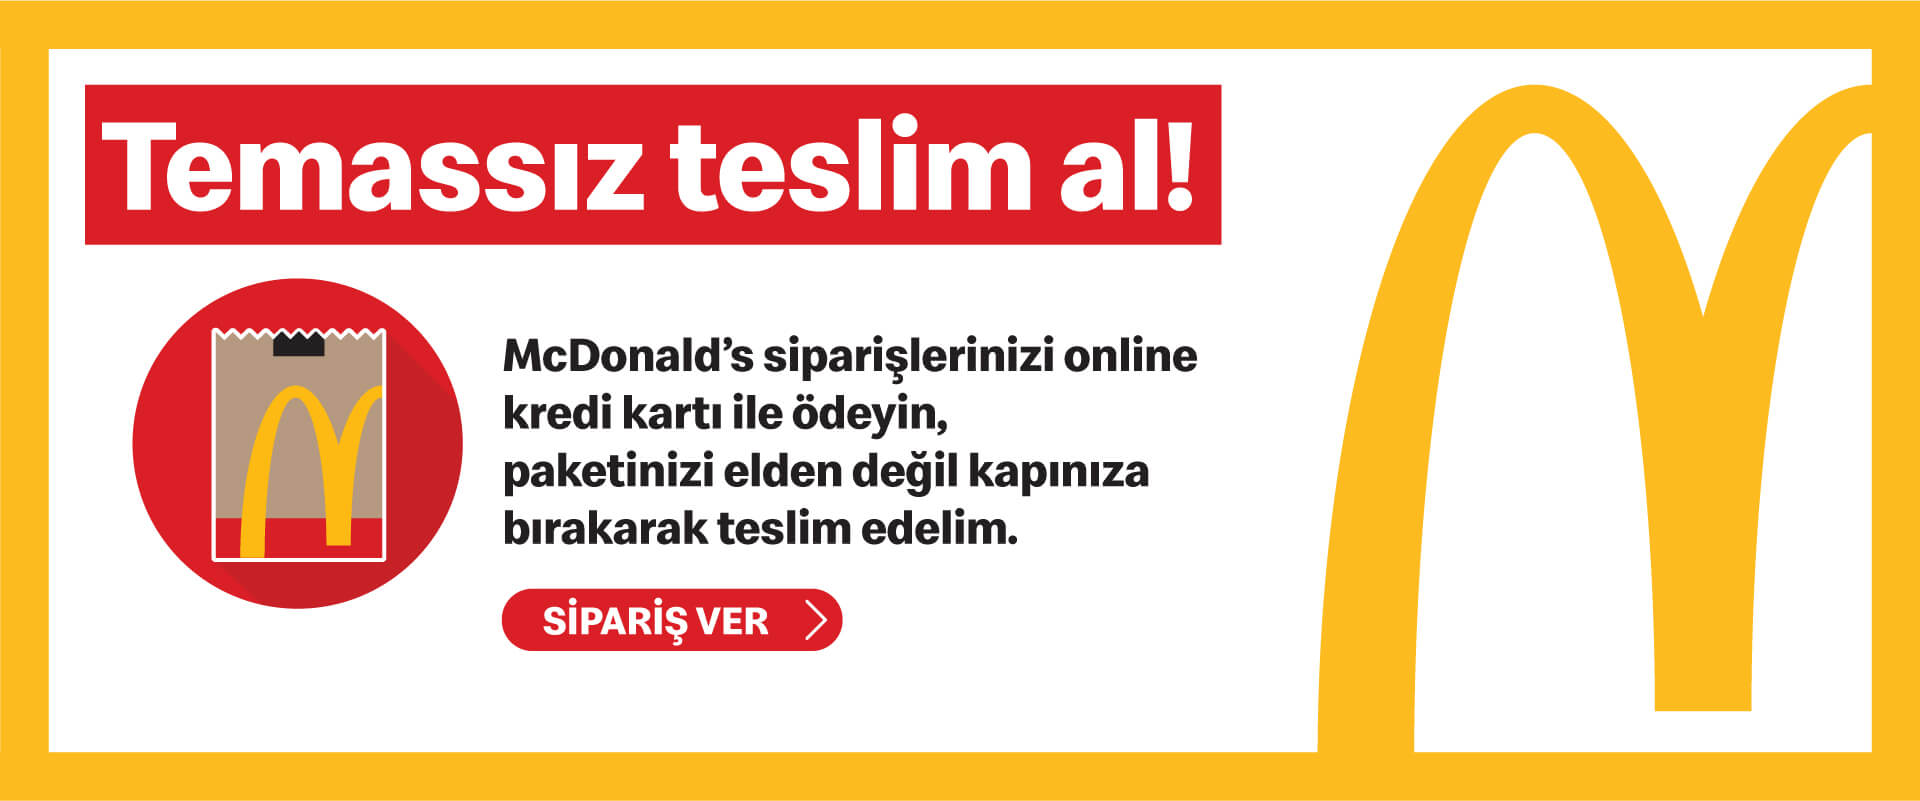 Temassız teslim al!
McDonald’s siparişlerinizi online
kredi kartı ile ödeyin,
paketinizi elden değil kapınıza
bırakarak teslim edelim.
SİPARİŞ VER